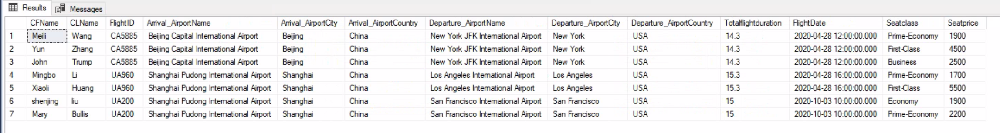 Results Messages
CFName CLName FlightID Arrival_AirportName Arrival_AirportCity Arrival_AirportCountry Departure_AirportName Departure_AirportCity Departure_AirportCountry Totalflightduration FlightDate Seatclass Seatprice
1 Meili Wang CA5885 Beijing Capital International Airport Beijing China New York JFK International Airport New York USA 14.3 2020-04-28 12:00:00.000 Prime-Economy 1900
2 Yun Zhang CA5885 Beijing Capital International Airport Beijing China New York JFK International Airport New York USA 14.3 2020-04-28 12:00:00.000 First-Class 4500
3 John Trump CA5885 Beijing Capital International Airport Beijing China New York JFK International Airport New York USA 14.3 2020-04-28 12:00:00.000 Business 2500
4 Mingbo Li UA960 Shanghai Pudong International Airport Shanghai China Los Angeles International Airport Los Angeles USA 15.3 2020-04-28 16:00:00.000 Prime-Economy 1700
5 Xiaoli Huang UA960 Shanghai Pudong International Airport Shanghai China Los Angeles International Airport Los Angeles USA 15.3 2020-04-28 16:00:00.000 First-Class 5500
6 shenjing liu UA200 Shanghai Pudong International Airport Shanghai China San Francisco International Airport San Francisco USA 15 2020-10-03 10:00:00.000 Economy 1900
7 Mary Bullis UA200 Shanghai Pudong International Airport Shanghai China San Francisco International Airport San Francisco USA 15 2020-10-03 10:00:00.000 Prime-Economy 2200